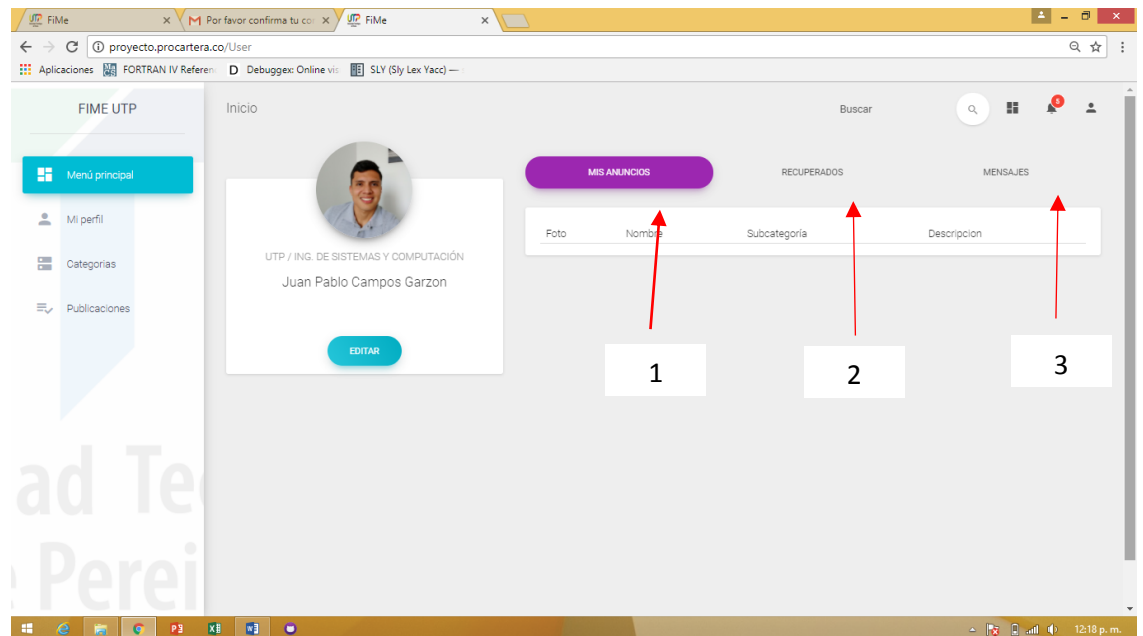 FiMe
Por favor confirma tu co
FiMe
proyecto.procartera.co/User
Aplicaciones
FORTRAN IV Referen
D
Debuggex: Online vis
SLY (Sly Lex Yacc) —
FIME UTP
Inicio
Buscar
5
Menú principal
Mi perfil
Categorias
Publicaciones
MIS ANUNCIOS
RECUPERADOS
MENSAJES
Foto
Nombre
Subcategoría
Descripcion
UTP / ING. DE SISTEMAS Y COMPUTACIÓN
Juan Pablo Campos Garzon
EDITAR
1
2
3
ad Te
Perei
12:18 p. m.